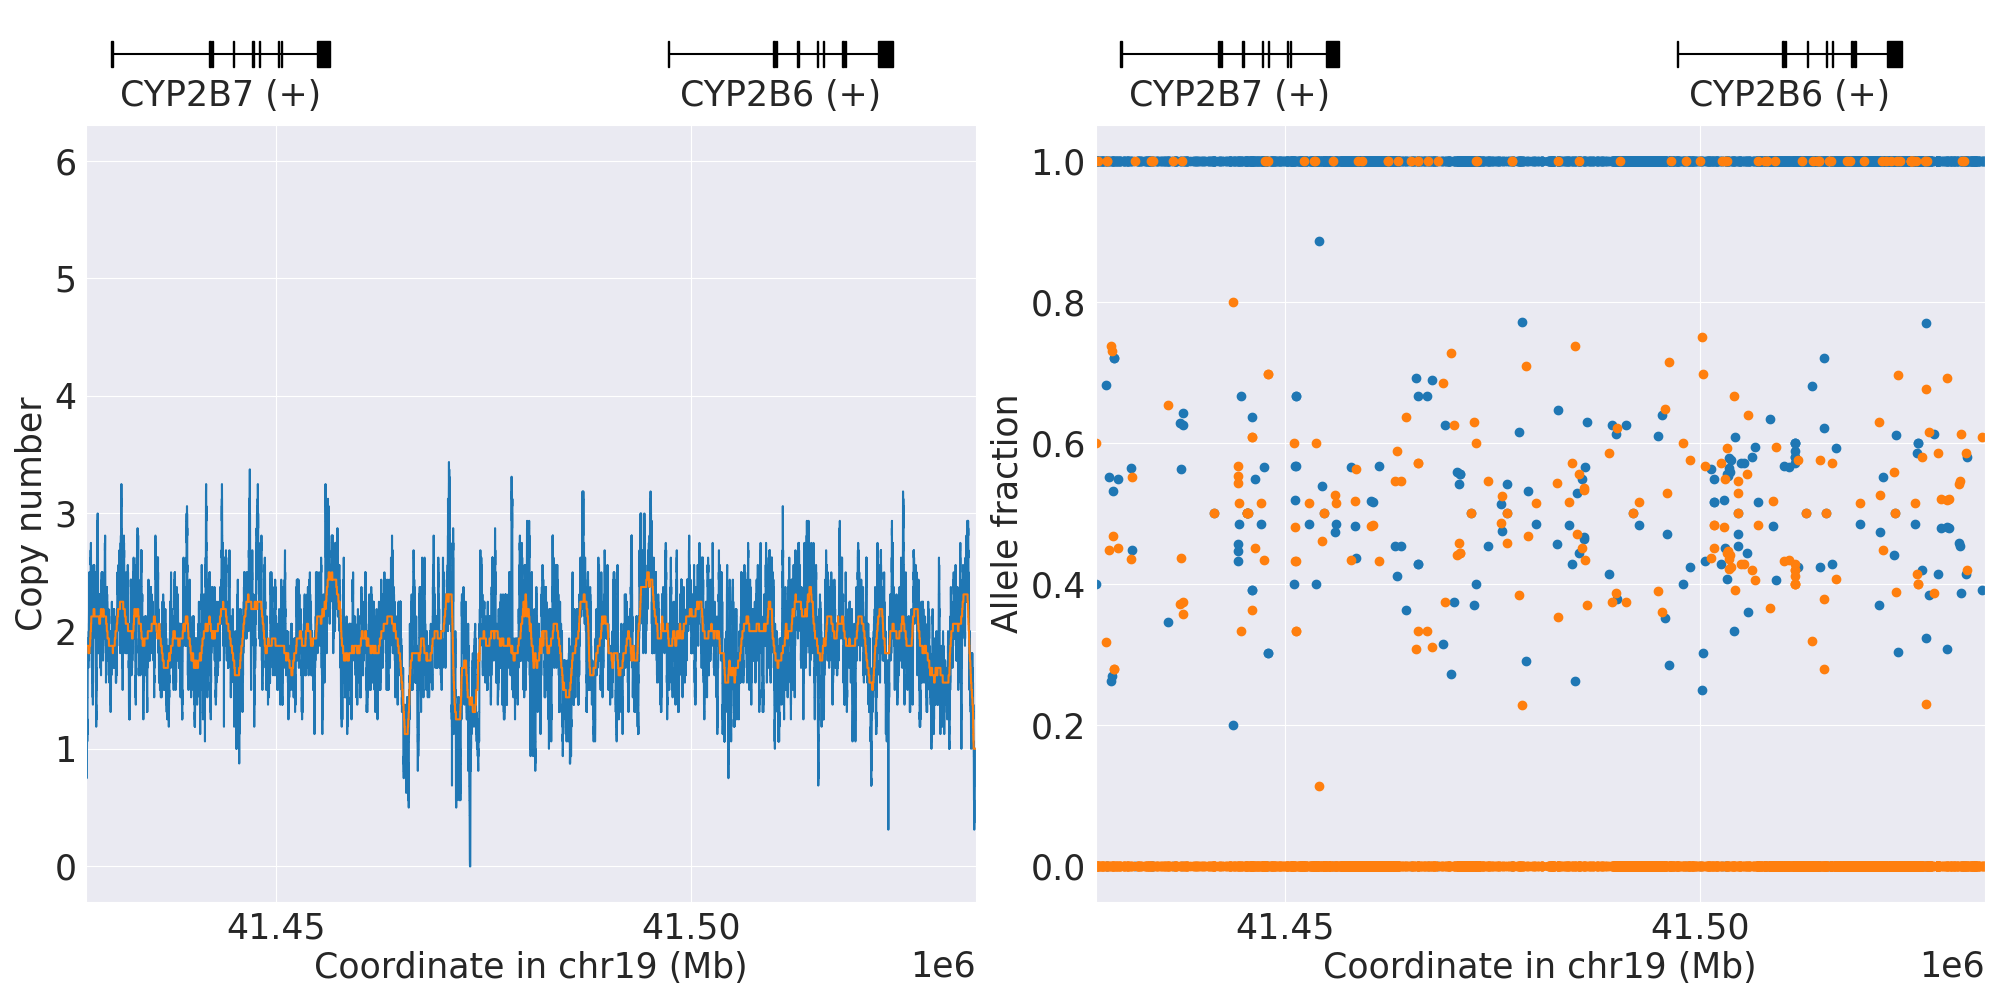 CYP2B7 (+)
CYP2B6 (+)
CYP2B7 (+)
CYP2B6 (+)
Copy number
6
5
4
3
2
1
0
41.45
41.50
Coordinate in chr19 (Mb)
1e6
Allele fraction
1.0
0.8
0.6
0.4
0.2
0.0
41.45
41.50
Coordinate in chr19 (Mb)
1e6